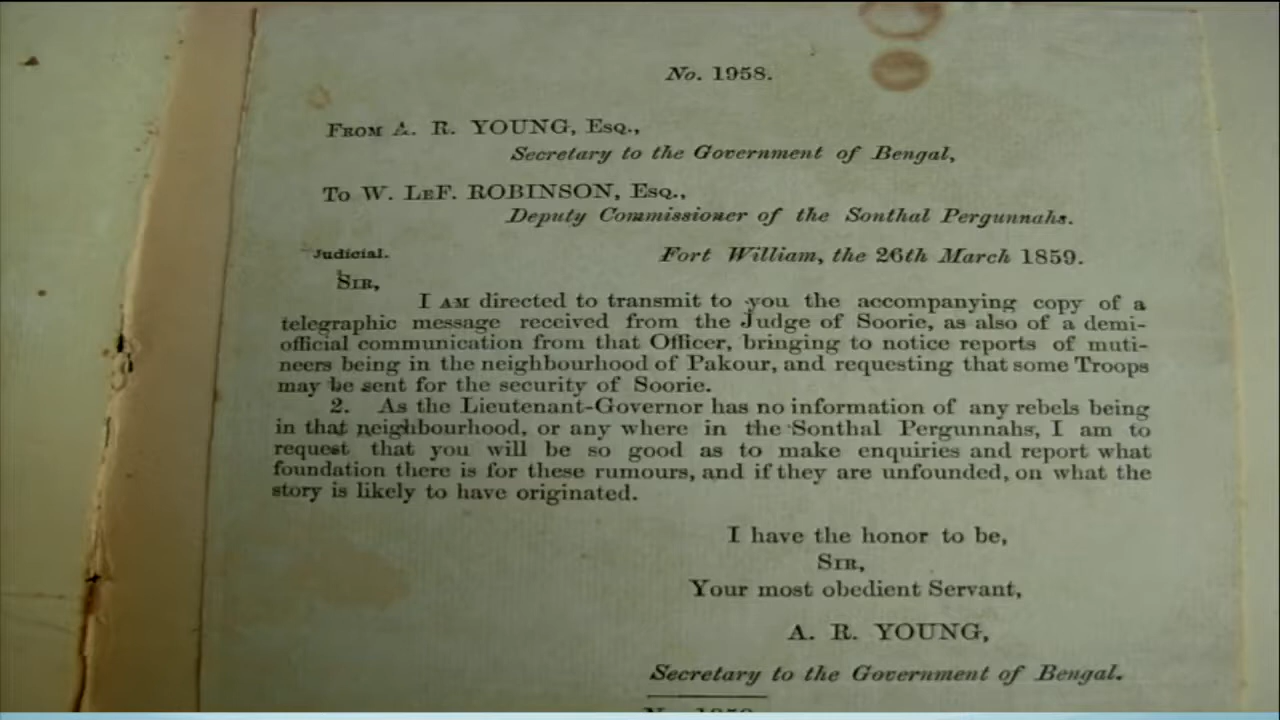 No. 1958.
From A. R. YOUNG, Esq.,
Secretary to the Government of Bengal,
To W. LeF. ROBINSON, Esq.,
Deputy Commissioner of the Sonthal Pergunnahs.
Judicial.
Fort William, the 26th March 1859.
Sir,
I am directed to transmit to you the accompanying copy of a
telegraphic message received from the Judge of Soorie, as also of a demi-
official communication from that Officer, bringing to notice reports of muti-
neers being in the neighbourhood of Pakour, and requesting that some Troops
may be sent for the security of Soorie.
2. As the Lieutenant-Governor has no information of any rebels being
in that neighbourhood, or any where in the Sonthal Pergunnahs, I am to
request that you will be so good as to make enquiries and report what
foundation there is for these rumours, and if they are unfounded, on what the
story is likely to have originated.
I have the honor to be,
Sir,
Your most obedient Servant,
A. R. YOUNG,
Secretary to the Government of Bengal.